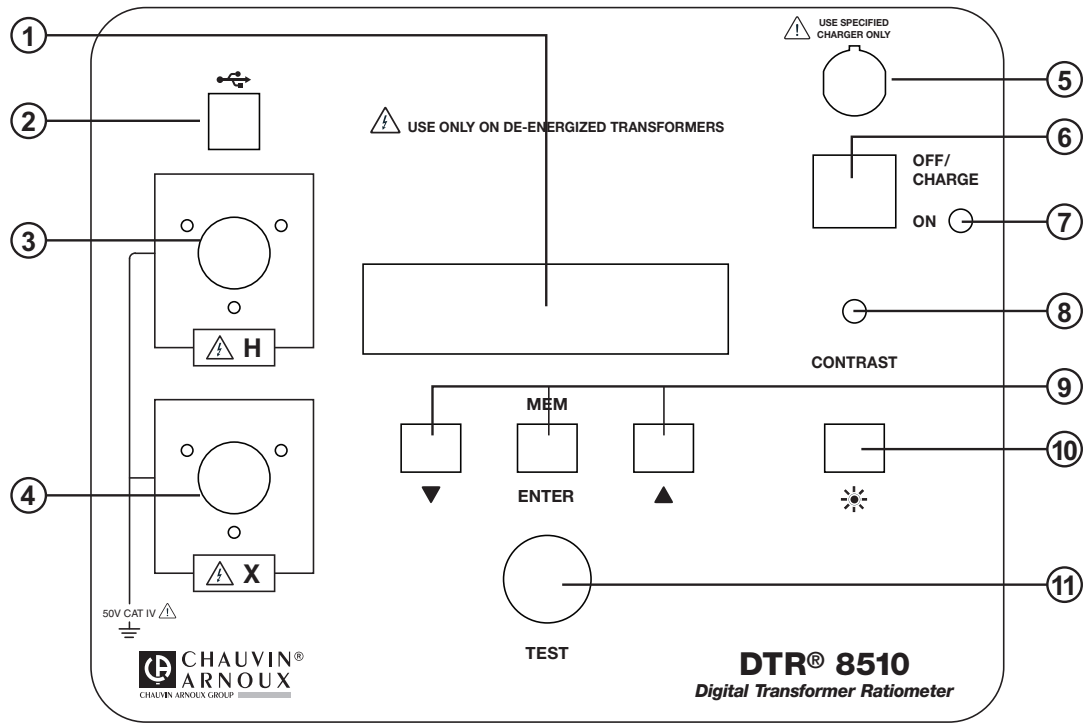 1
2
3
4
5
6
7
8
9
10
11
USE SPECIFIED
CHARGER ONLY
USE ONLY ON DE-ENERGIZED TRANSFORMERS
OFF/
CHARGE
ON
H
CONTRAST
MEM
ENTER
X
50V CAT IV
TEST
CHAUVIN®
ARNOUX
CHAUVIN ARNOUX GROUP
DTR® 8510
Digital Transformer Ratiometer